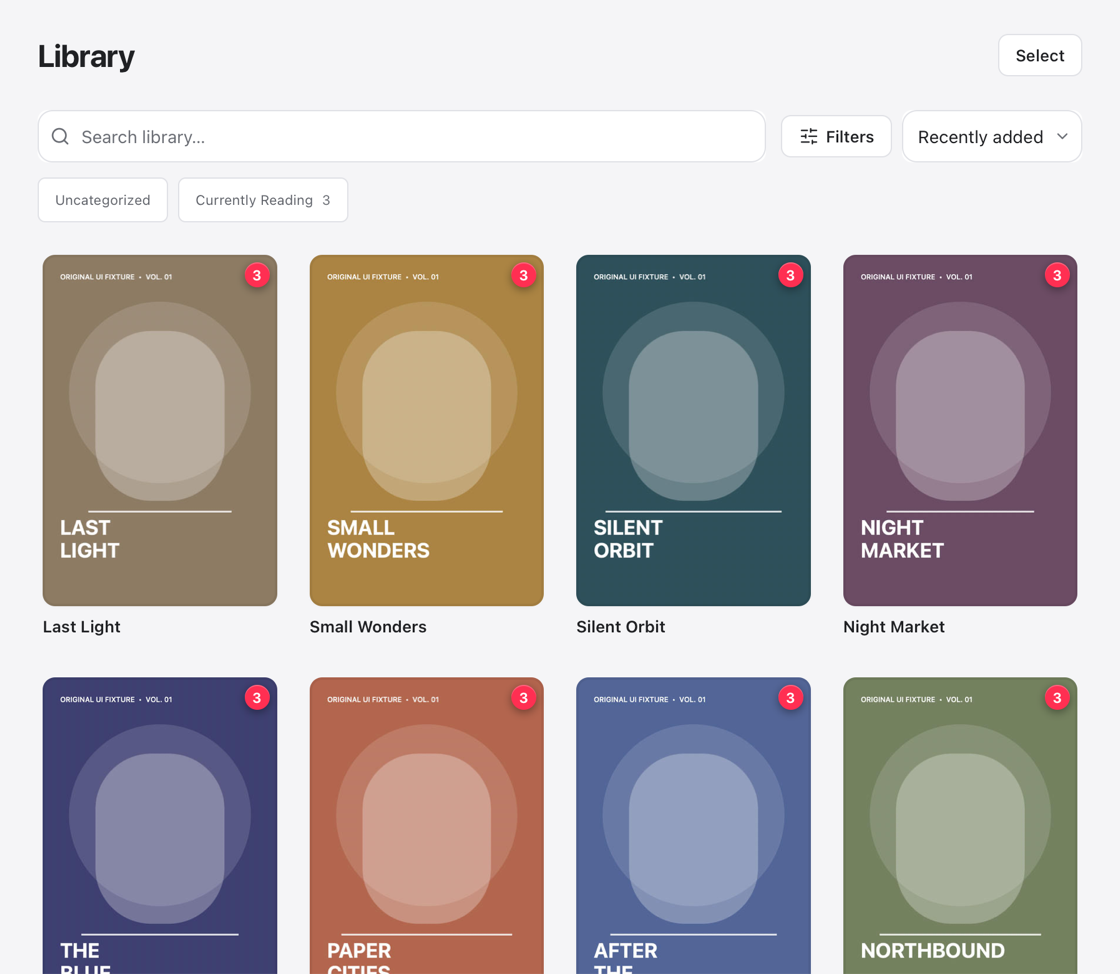 Library
Select
Search library...
Filters
Recently added
Uncategorized
Currently Reading 3
ORIGINAL UI FIXTURE • VOL. 01
3
LAST
LIGHT
Last Light
ORIGINAL UI FIXTURE • VOL. 01
3
SMALL
WONDERS
Small Wonders
ORIGINAL UI FIXTURE • VOL. 01
3
SILENT
ORBIT
Silent Orbit
ORIGINAL UI FIXTURE • VOL. 01
3
NIGHT
MARKET
Night Market
ORIGINAL UI FIXTURE • VOL. 01
3
THE
BLUE
ORIGINAL UI FIXTURE • VOL. 01
3
PAPER
CITIES
ORIGINAL UI FIXTURE • VOL. 01
3
AFTER
THE
ORIGINAL UI FIXTURE • VOL. 01
3
NORTHBOUND